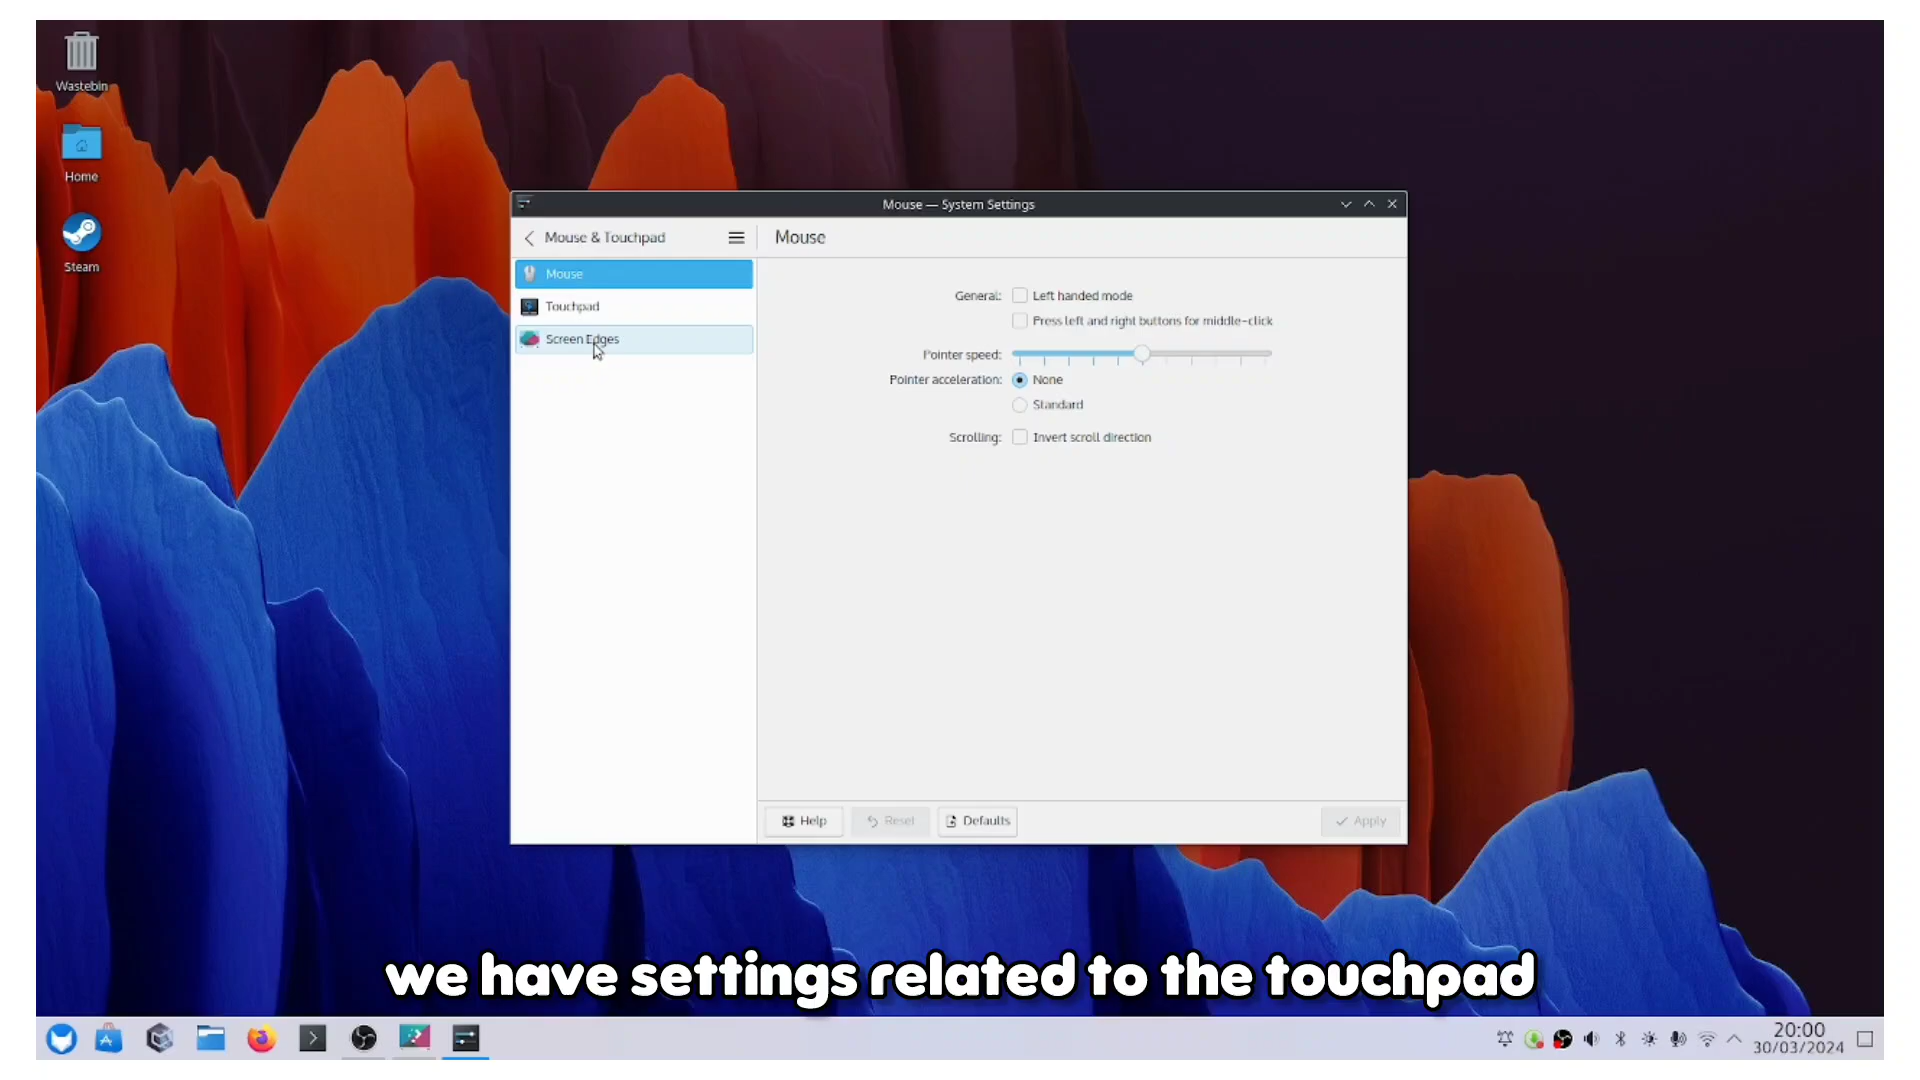 Wastebin
Home
Steam
Mouse — System Settings
Mouse & Touchpad
Mouse
Mouse
Touchpad
Screen Edges
General:
Left handed mode
Press left and right buttons for middle-click
Pointer speed:
Pointer acceleration:
None
Standard
Scrolling:
Invert scroll direction
Help
Reset
Defaults
Apply
we have settings related to the touchpad
20:00
30/03/2024